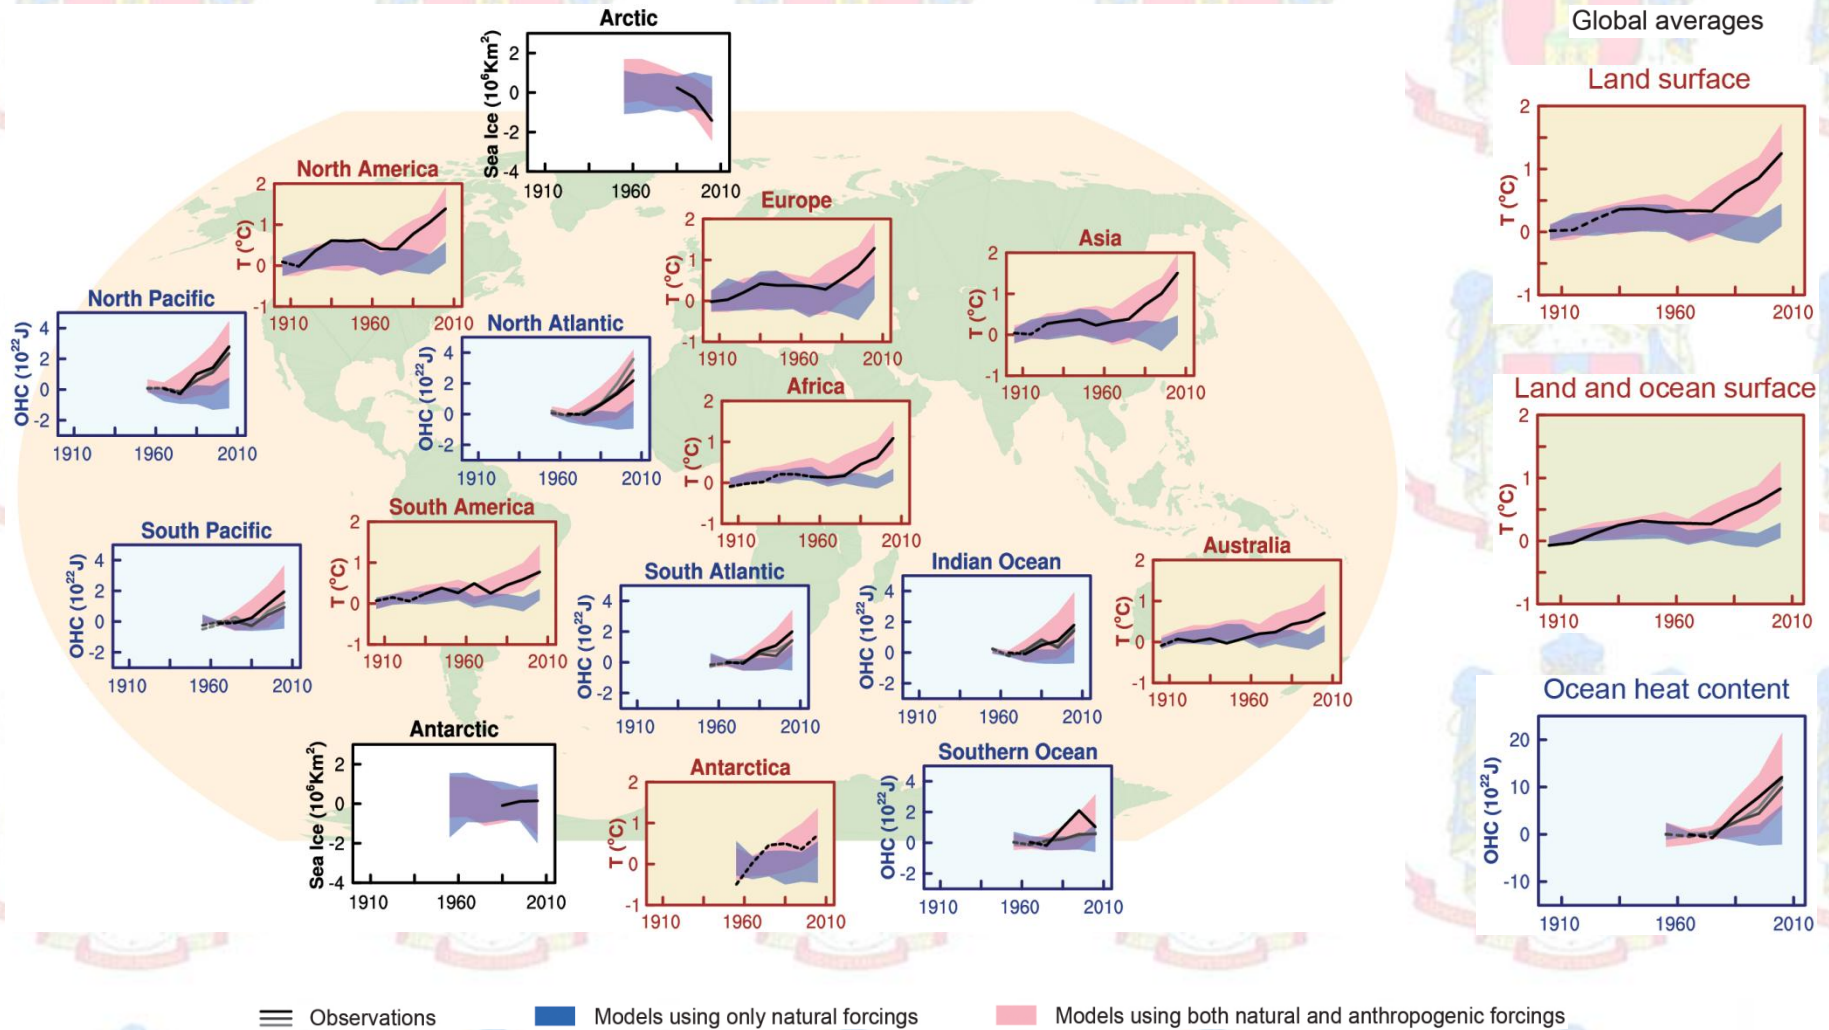 Arctic
Sea Ice (10⁶Km²)
2
0
-2
-4
1910 1960 2010
Global averages
Land surface
T (°C)
2
1
0
-1
1910 1960 2010
North America
T (°C)
2
1
0
-1
1910 1960 2010
Europe
T (°C)
2
1
0
-1
1910 1960 2010
Asia
T (°C)
2
1
0
-1
1910 1960 2010
North Pacific
OHC (10²²J)
4
2
0
-2
1910 1960 2010
North Atlantic
OHC (10²²J)
4
2
0
-2
1910 1960 2010
Africa
T (°C)
2
1
0
-1
1910 1960 2010
Land and ocean surface
T (°C)
2
1
0
-1
1910 1960 2010
South Pacific
OHC (10²²J)
4
2
0
-2
1910 1960 2010
South America
T (°C)
2
1
0
-1
1910 1960 2010
South Atlantic
OHC (10²²J)
4
2
0
-2
1910 1960 2010
Indian Ocean
OHC (10²²J)
4
2
0
-2
1910 1960 2010
Australia
T (°C)
2
1
0
-1
1910 1960 2010
Antarctic
Sea Ice (10⁶Km²)
2
0
-2
-4
1910 1960 2010
Antarctica
T (°C)
2
1
0
-1
1910 1960 2010
Southern Ocean
OHC (10²²J)
4
2
0
-2
1910 1960 2010
Ocean heat content
OHC (10²²J)
20
10
0
-10
1910 1960 2010
Observations
Models using only natural forcings
Models using both natural and anthropogenic forcings